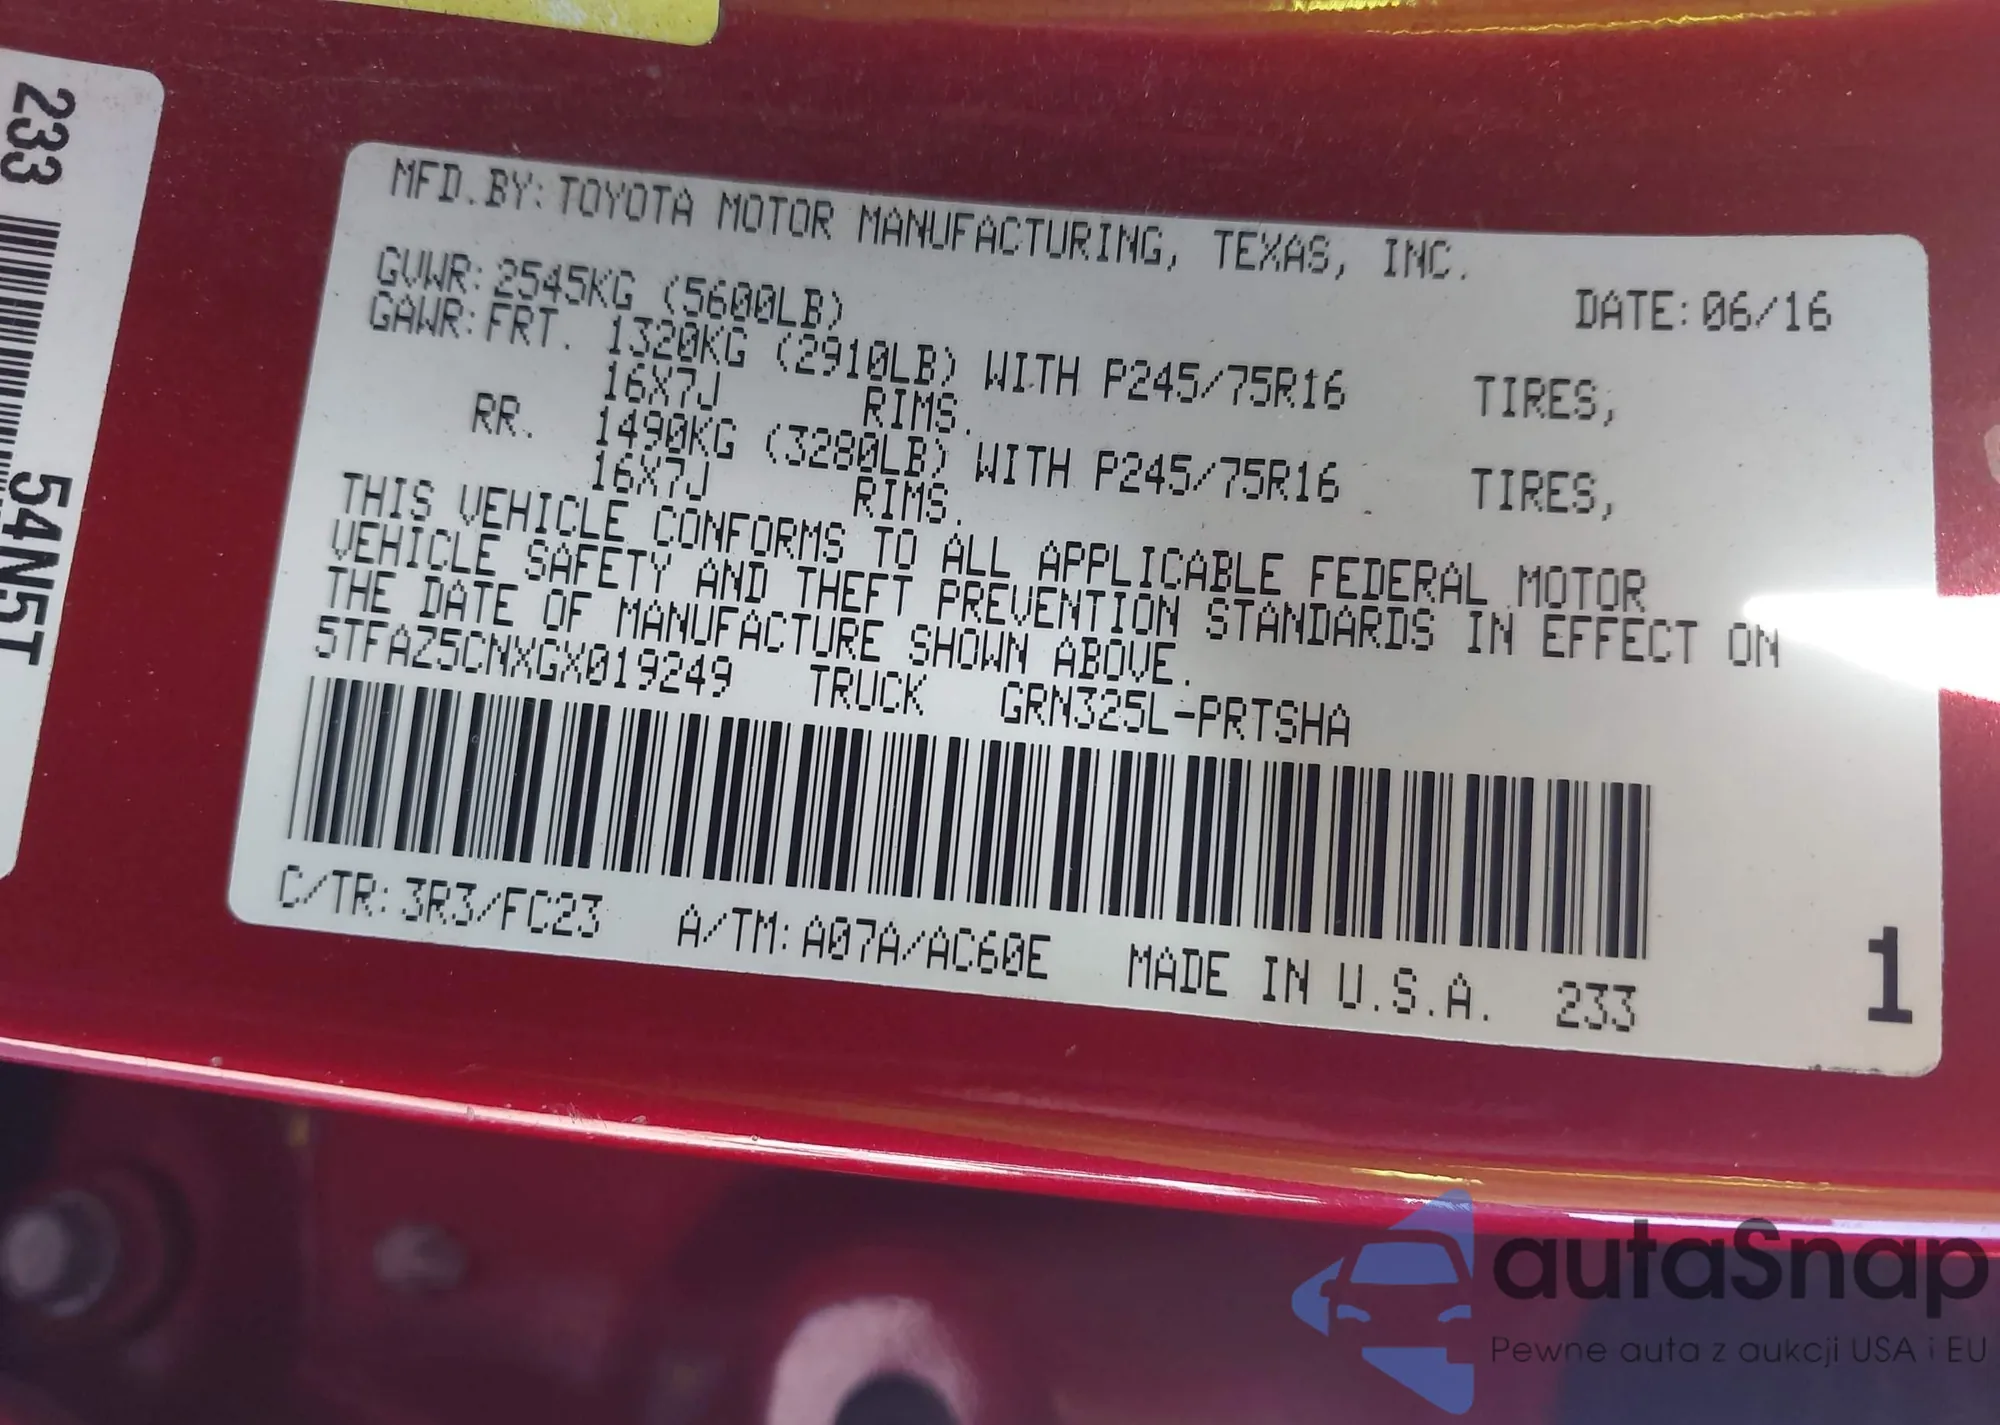 233
54N5T
MFD.BY: TOYOTA MOTOR MANUFACTURING, TEXAS, INC.
GVWR: 2545KG (5600LB) DATE: 06/16
GAWR: FRT. 1320KG (2910LB) WITH P245/75R16 TIRES,
16X7J RIMS.
RR. 1490KG (3280LB) WITH P245/75R16 TIRES,
16X7J RIMS.
THIS VEHICLE CONFORMS TO ALL APPLICABLE FEDERAL MOTOR
VEHICLE SAFETY AND THEFT PREVENTION STANDARDS IN EFFECT ON
THE DATE OF MANUFACTURE SHOWN ABOVE.
5TFAZ5CNXGX019249 TRUCK GRN325L-PRTSHA
C/TR: 3R3/FC23 A/TM: A07A/AC60E MADE IN U.S.A. 233
1
autaSnap
Pewne auta z aukcji USA i EU